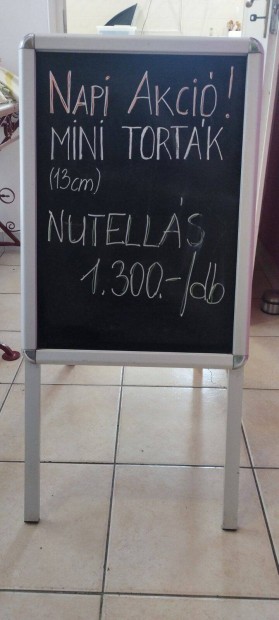 NAPI AKCIÓ!
MINI TORTÁK
(13cm)
NUTELLÁS
1.300.-/db